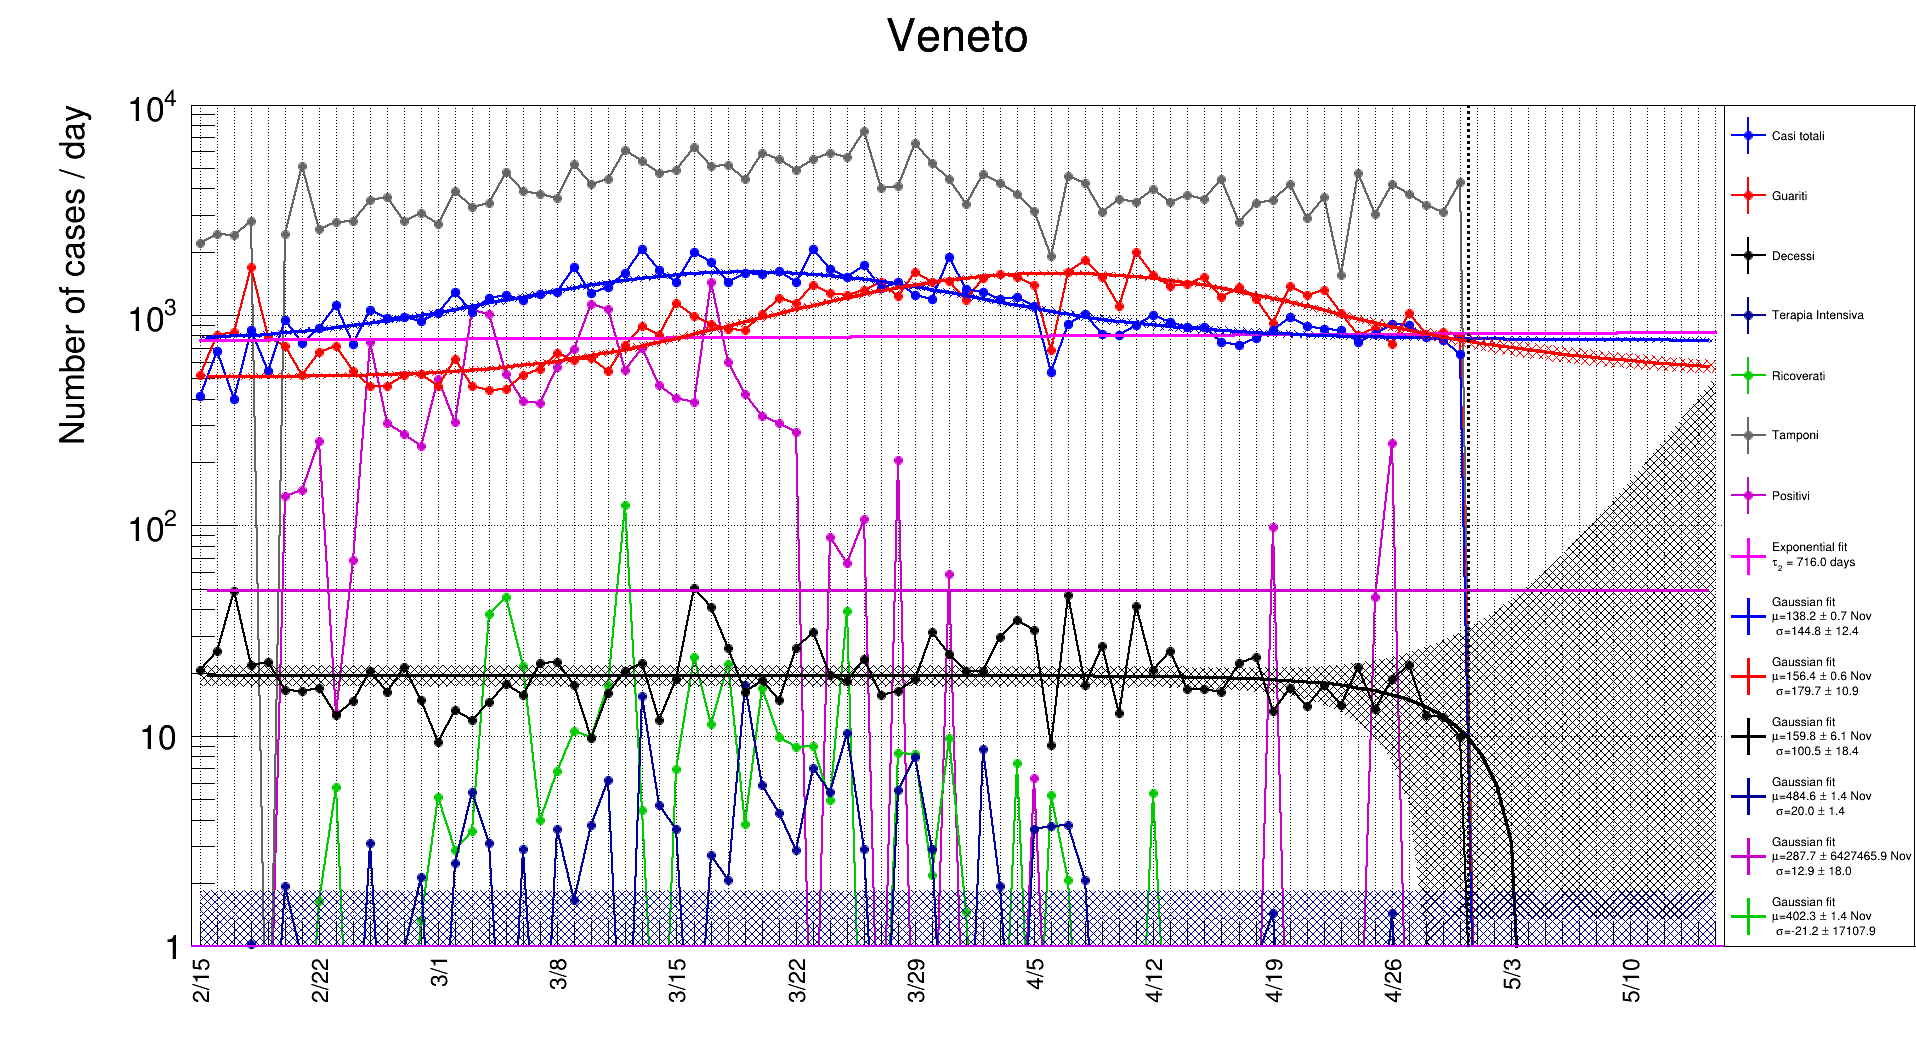 Veneto
Number of cases / day
10^4
10^3
10^2
10
1
2/15
2/22
3/1
3/8
3/15
3/22
3/29
4/5
4/12
4/19
4/26
5/3
5/10
Casi totali
Guariti
Decessi
Terapia Intensiva
Ricoverati
Tamponi
Positivi
Exponential fit
τ₂ = 716.0 days
Gaussian fit
μ=138.2 ± 0.7 Nov
σ=144.8 ± 12.4
Gaussian fit
μ=156.4 ± 0.6 Nov
σ=179.7 ± 10.9
Gaussian fit
μ=159.8 ± 6.1 Nov
σ=100.5 ± 18.4
Gaussian fit
μ=484.6 ± 1.4 Nov
σ=20.0 ± 1.4
Gaussian fit
μ=287.7 ± 6427465.9 Nov
σ=12.9 ± 18.0
Gaussian fit
μ=402.3 ± 1.4 Nov
σ=-21.2 ± 17107.9